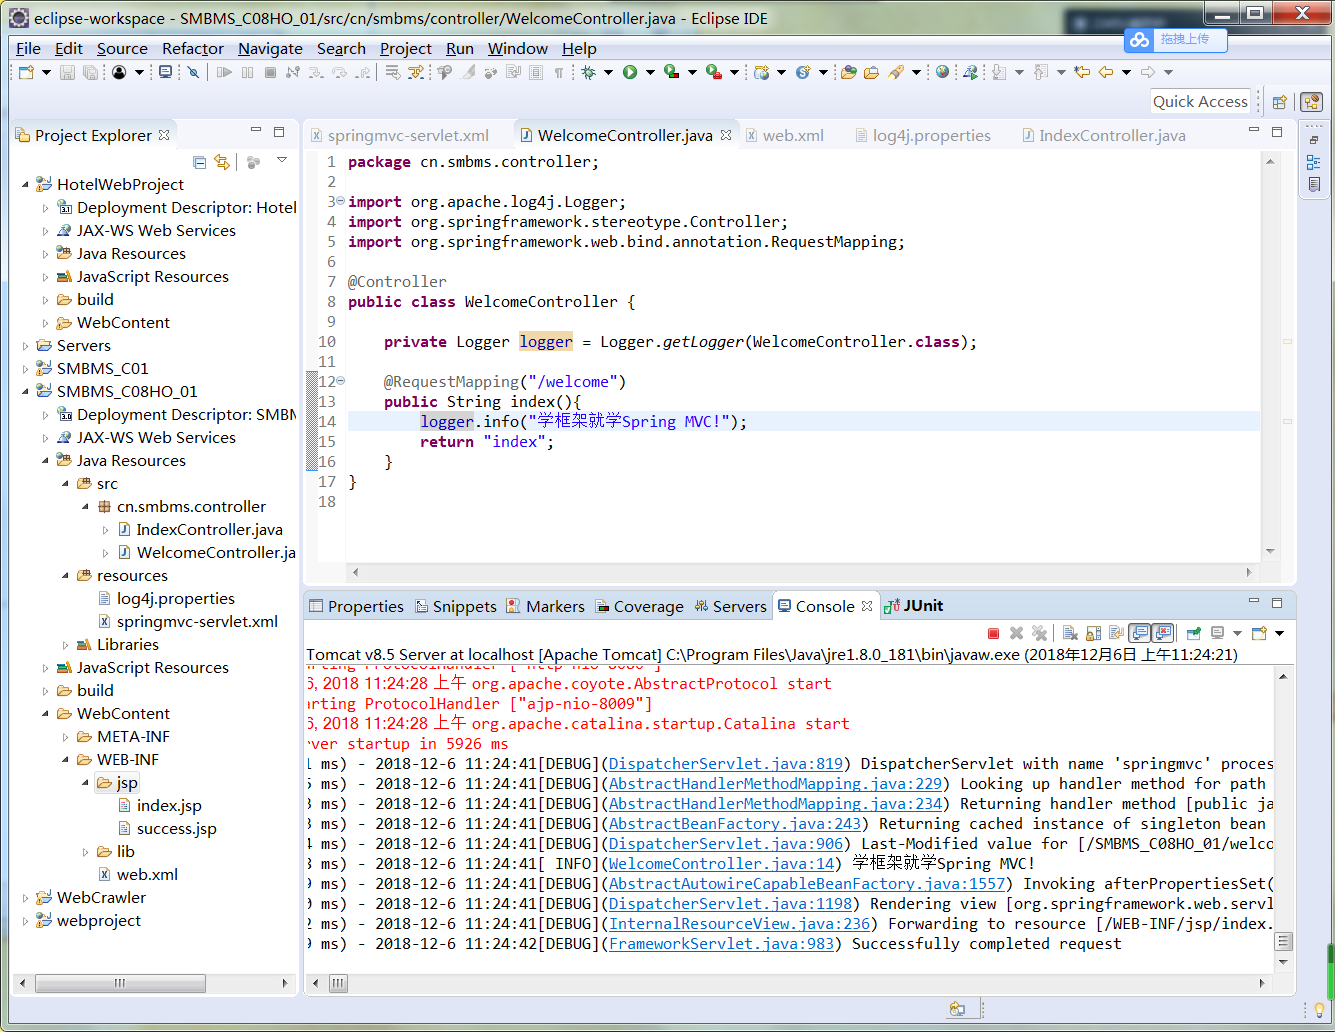 eclipse-workspace - SMBMS_C08HO_01/src/cn/smbms/controller/WelcomeController.java - Eclipse IDE
File Edit Source Refactor Navigate Search Project Run Window Help
拖拽上传
Quick Access
Project Explorer
HotelWebProject
Deployment Descriptor: Hotel
JAX-WS Web Services
Java Resources
JavaScript Resources
build
WebContent
Servers
SMBMS_C01
SMBMS_C08HO_01
Deployment Descriptor: SMBM
JAX-WS Web Services
Java Resources
src
cn.smbms.controller
IndexController.java
WelcomeController.ja
resources
log4j.properties
springmvc-servlet.xml
Libraries
JavaScript Resources
build
WebContent
META-INF
WEB-INF
jsp
index.jsp
success.jsp
lib
web.xml
WebCrawler
webproject
springmvc-servlet.xml WelcomeController.java web.xml log4j.properties IndexController.java
1 package cn.smbms.controller;
2
3 import org.apache.log4j.Logger;
4 import org.springframework.stereotype.Controller;
5 import org.springframework.web.bind.annotation.RequestMapping;
6
7 @Controller
8 public class WelcomeController {
9
10 private Logger logger = Logger.getLogger(WelcomeController.class);
11
12 @RequestMapping("/welcome")
13 public String index(){
14 logger.info("学框架就学Spring MVC!");
15 return "index";
16 }
17 }
18
Properties Snippets Markers Coverage Servers Console JUnit
Tomcat v8.5 Server at localhost [Apache Tomcat] C:\Program Files\Java\jre1.8.0_181\bin\javaw.exe (2018年12月6日 上午11:24:21)
rting ProtocolHandler ["http-nio-8080"]
6, 2018 11:24:28 上午 org.apache.coyote.AbstractProtocol start
arting ProtocolHandler ["ajp-nio-8009"]
6, 2018 11:24:28 上午 org.apache.catalina.startup.Catalina start
rver startup in 5926 ms
1 ms) - 2018-12-6 11:24:41[DEBUG](DispatcherServlet.java:819) DispatcherServlet with name 'springmvc' proces
5 ms) - 2018-12-6 11:24:41[DEBUG](AbstractHandlerMethodMapping.java:229) Looking up handler method for path
3 ms) - 2018-12-6 11:24:41[DEBUG](AbstractHandlerMethodMapping.java:234) Returning handler method [public ja
3 ms) - 2018-12-6 11:24:41[DEBUG](AbstractBeanFactory.java:243) Returning cached instance of singleton bean
4 ms) - 2018-12-6 11:24:41[DEBUG](DispatcherServlet.java:906) Last-Modified value for [/SMBMS_C08HO_01/welco
3 ms) - 2018-12-6 11:24:41[ INFO](WelcomeController.java:14) 学框架就学Spring MVC!
9 ms) - 2018-12-6 11:24:41[DEBUG](AbstractAutowireCapableBeanFactory.java:1557) Invoking afterPropertiesSet(
0 ms) - 2018-12-6 11:24:41[DEBUG](DispatcherServlet.java:1198) Rendering view [org.springframework.web.servl
2 ms) - 2018-12-6 11:24:41[DEBUG](InternalResourceView.java:236) Forwarding to resource [/WEB-INF/jsp/index.
9 ms) - 2018-12-6 11:24:42[DEBUG](FrameworkServlet.java:983) Successfully completed request